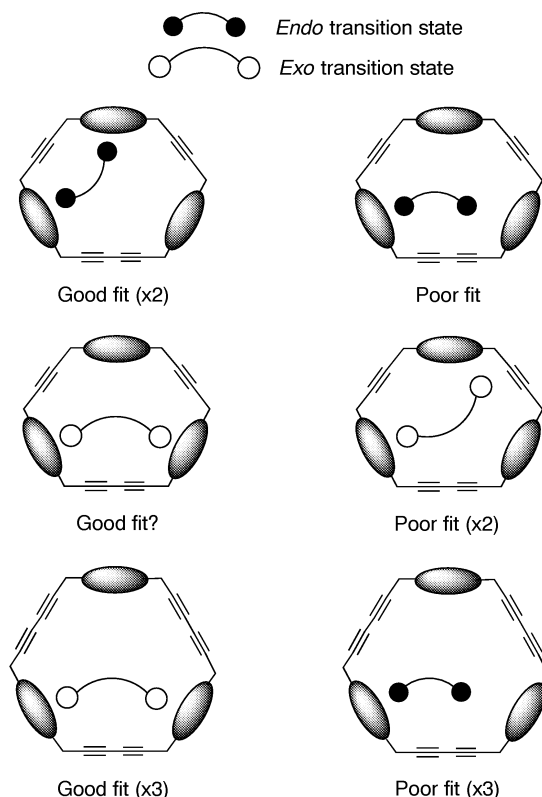 Endo transition state
Exo transition state
Good fit (x2)
Poor fit
Good fit?
Poor fit (x2)
Good fit (x3)
Poor fit (x3)